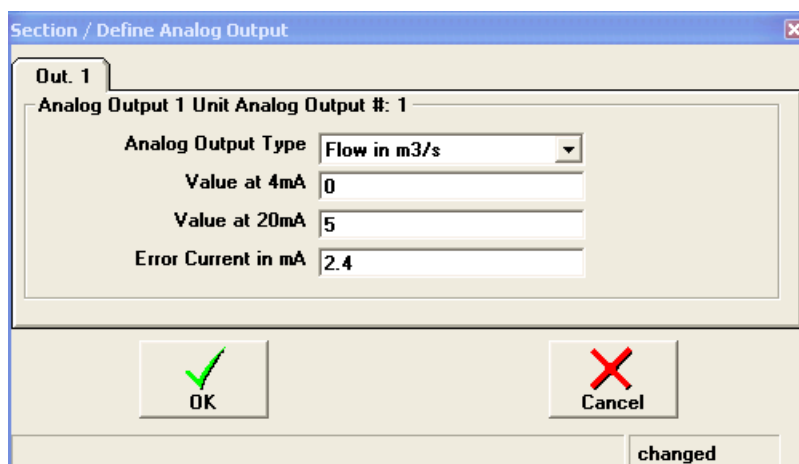 Section / Define Analog Output
Out. 1
Analog Output 1 Unit Analog Output #: 1
Analog Output Type Flow in m3/s
Value at 4mA 0
Value at 20mA 5
Error Current in mA 2.4
OK Cancel
changed